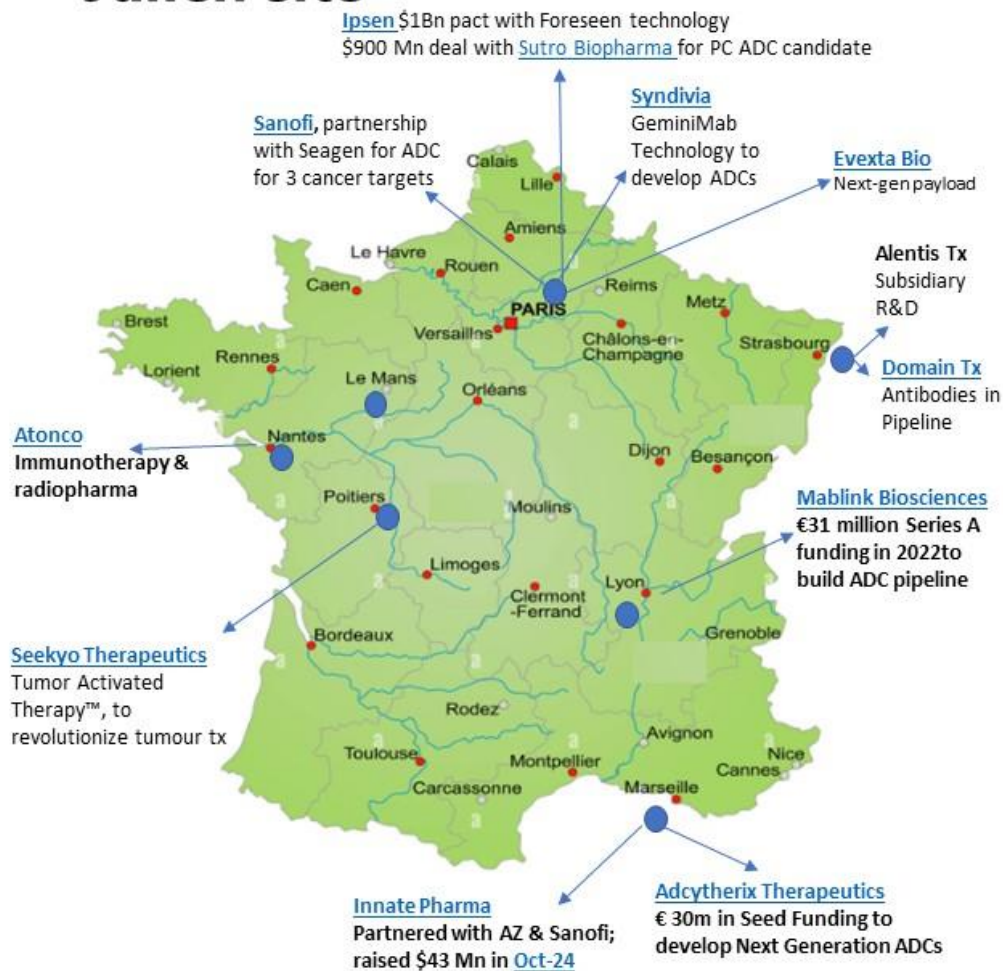 Ipsen $1Bn pact with Foreseen technology
$900 Mn deal with Sutro Biopharma for PC ADC candidate
Sanofi, partnership
with Seagen for ADC
for 3 cancer targets
Syndivia
GeminiMab
Technology to
develop ADCs
Evexta Bio
Next-gen payload
Alentis Tx
Subsidiary
R&D
Domain Tx
Antibodies in
Pipeline
Calais
Lille
Amiens
Le Havre
Rouen
Caen
Reims
Metz
PARIS
Versailles
Châlons-en-
Champagne
Strasbourg
Brest
Rennes
Lorient
Le Mans
Orléans
Atonco
Immunotherapy &
radiopharma
Nantes
Dijon
Besançon
Poitiers
Moulins
Mablink Biosciences
€31 million Series A
funding in 2022to
build ADC pipeline
Limoges
Clermont
-Ferrand
Lyon
Grenoble
Bordeaux
Seekyo Therapeutics
Tumor Activated
Therapy™, to
revolutionize tumour tx
Rodez
Avignon
Toulouse
Montpellier
Nice
Cannes
Carcassonne
Marseille
Innate Pharma
Partnered with AZ & Sanofi;
raised $43 Mn in Oct-24
Adcytherix Therapeutics
€ 30m in Seed Funding to
develop Next Generation ADCs